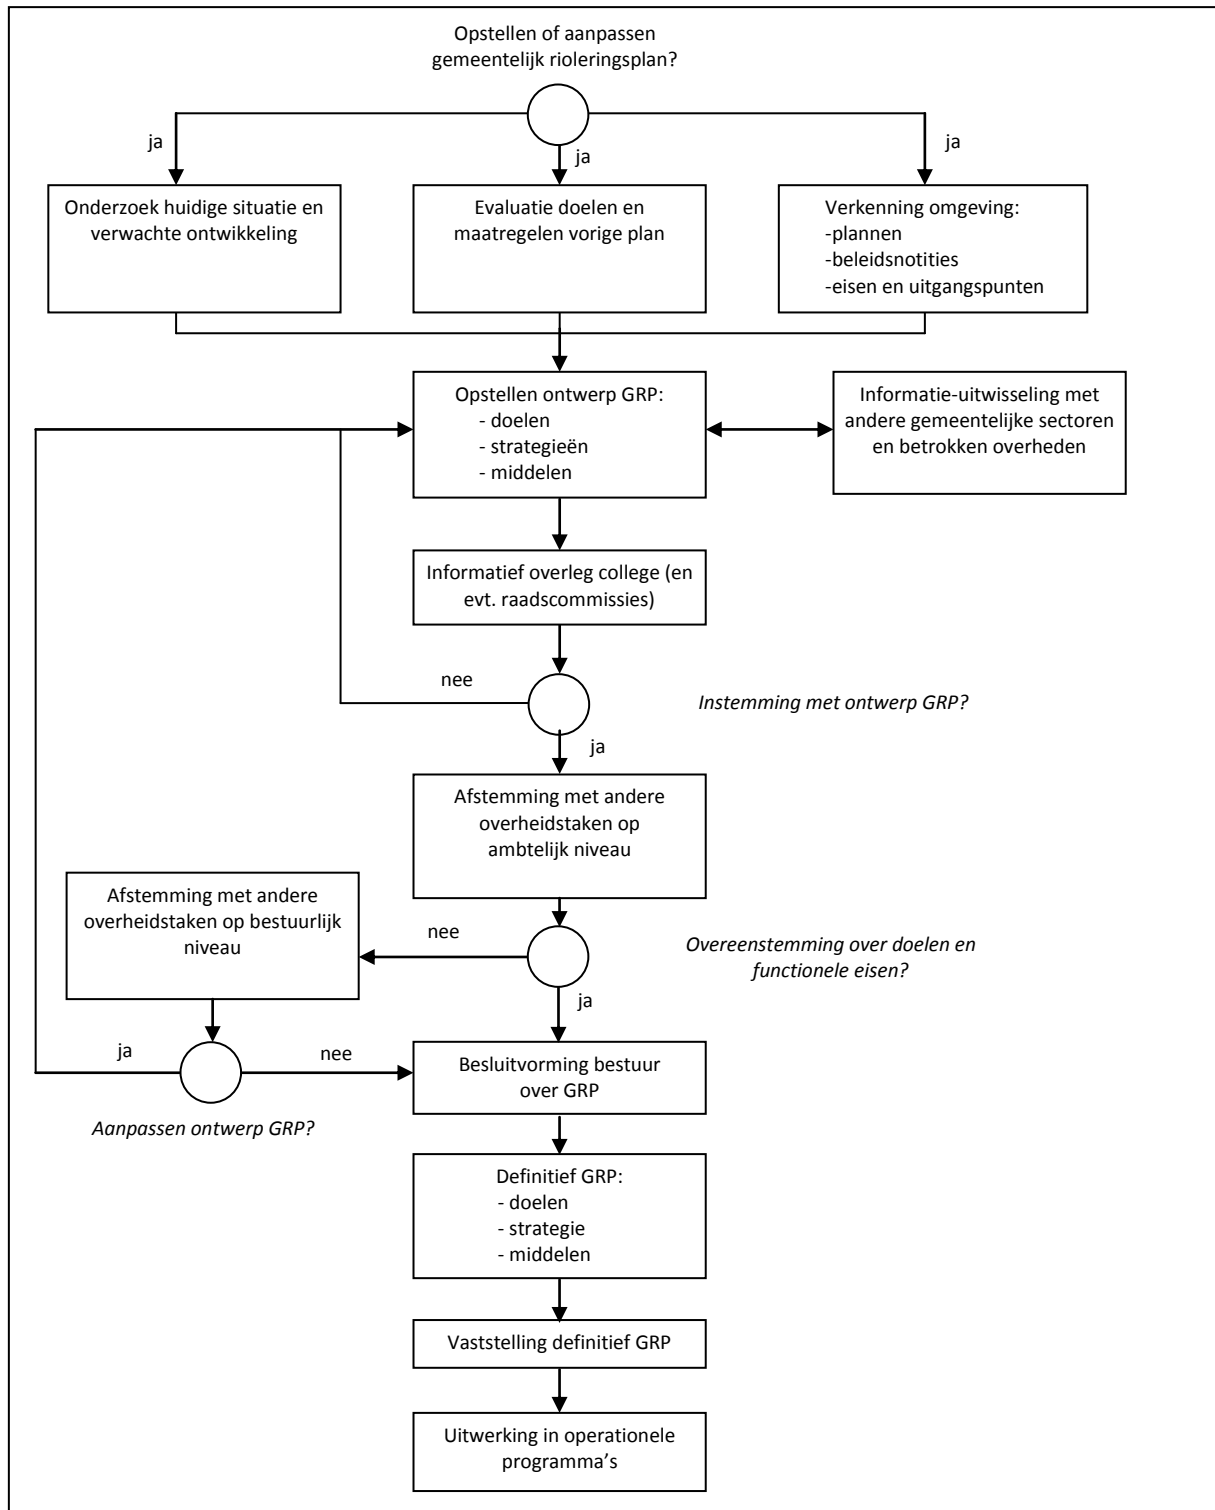 Opstellen of aanpassen
gemeentelijk rioleringsplan?
ja
ja
ja
Onderzoek huidige situatie en
verwachte ontwikkeling
Evaluatie doelen en
maatregelen vorige plan
Verkenning omgeving:
-plannen
-beleidsnotities
-eisen en uitgangspunten
Opstellen ontwerp GRP:
- doelen
- strategieën
- middelen
Informatie-uitwisseling met
andere gemeentelijke sectoren
en betrokken overheden
Informatief overleg college (en
evt. raadscommissies)
nee
Instemming met ontwerp GRP?
ja
Afstemming met andere
overheidstaken op
ambtelijk niveau
Afstemming met andere
overheidstaken op bestuurlijk
niveau
nee
Overeenstemming over doelen en
functionele eisen?
ja
ja
nee
Besluitvorming bestuur
over GRP
Aanpassen ontwerp GRP?
Definitief GRP:
- doelen
- strategie
- middelen
Vaststelling definitief GRP
Uitwerking in operationele
programma's